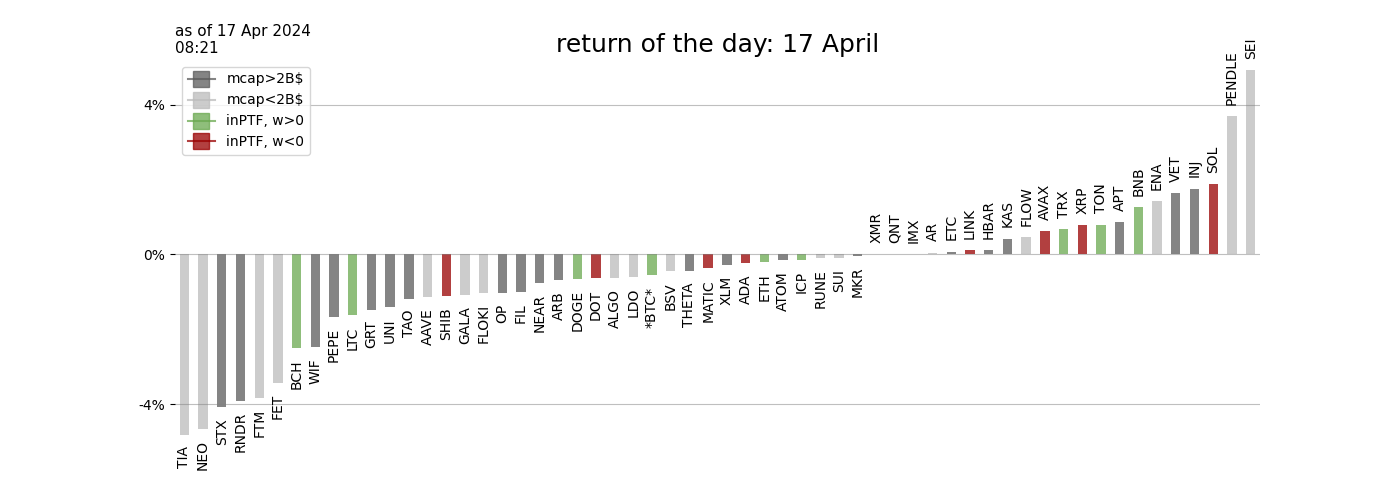 as of 17 Apr 2024
08:21
return of the day: 17 April
mcap>2B$
mcap<2B$
inPTF, w>0
inPTF, w<0
4%
0%
-4%
TIA
NEO
STX
RNDR
FTM
FET
BCH
WIF
PEPE
LTC
GRT
UNI
TAO
AAVE
SHIB
GALA
FLOKI
OP
FIL
NEAR
ARB
DOGE
DOT
ALGO
LDO
*BTC*
BSV
THETA
MATIC
XLM
ADA
ETH
ATOM
ICP
RUNE
SUI
MKR
XMR
QNT
IMX
AR
ETC
LINK
HBAR
KAS
FLOW
AVAX
TRX
XRP
TON
APT
BNB
ENA
VET
INJ
SOL
PENDLE
SEI